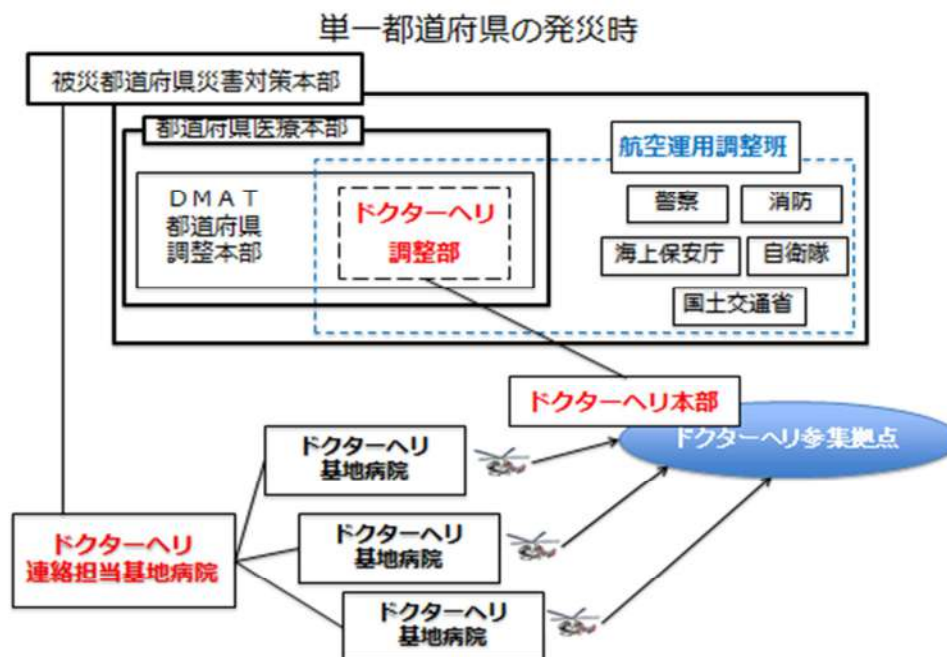 単一都道府県の発災時
被災都道府県災害対策本部
都道府県医療本部
航空運用調整班
DMAT
都道府県
調整本部
ドクターヘリ
調整部
警察
消防
海上保安庁
自衛隊
国土交通省
ドクターヘリ本部
ドクターヘリ参集拠点
ドクターヘリ
基地病院
ドクターヘリ
基地病院
ドクターヘリ
連絡担当基地病院
ドクターヘリ
基地病院